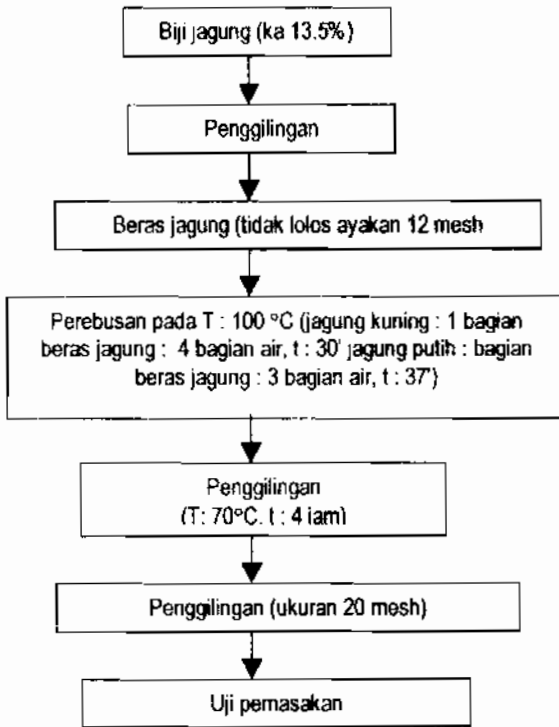 Biji jagung (ka 13.5%)
Penggilingan
Beras jagung (tidak lolos ayakan 12 mesh
Perebusan pada T : 100 °C (jagung kuning : 1 bagian
beras jagung : 4 bagian air, t : 30' jagung putih : bagian
beras jagung : 3 bagian air, t : 37')
Penggilingan
(T: 70°C. t : 4 jam)
Penggilingan (ukuran 20 mesh)
Uji pemasakan